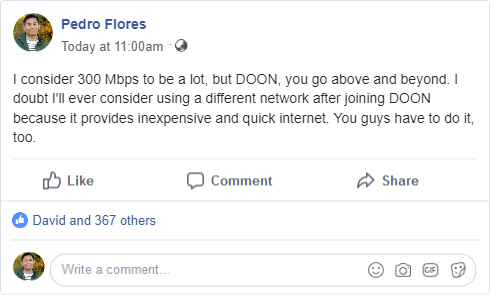 Pedro Flores
Today at 11:00am ·
I consider 300 Mbps to be a lot, but DOON, you go above and beyond. I
doubt I'll ever consider using a different network after joining DOON
because it provides inexpensive and quick internet. You guys have to do it,
too.
Like Comment Share
David and 367 others
Write a comment... GIF